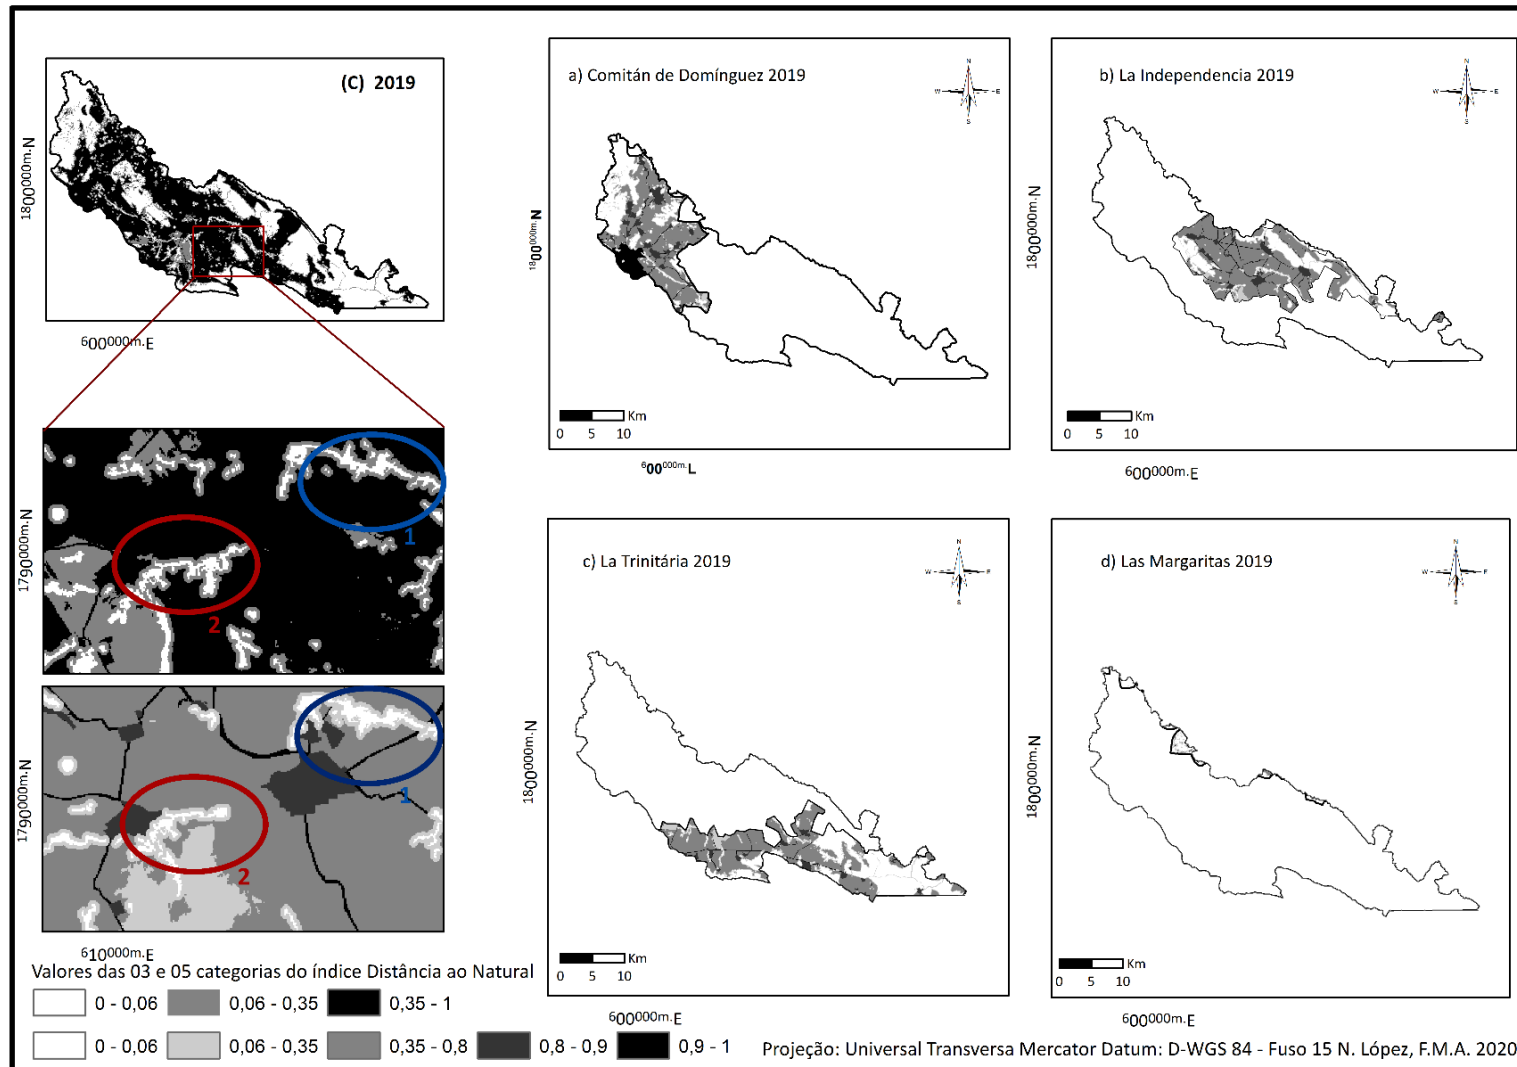 (C) 2019
1800000m.N
600000m.E
1
2
1790000m.N
1
2
1790000m.N
610000m.E
a) Comitán de Domínguez 2019
N
W E
S
1800000m.N
Km
0 5 10
600000m.L
b) La Independencia 2019
N
W E
S
1800000m.N
Km
0 5 10
600000m.E
c) La Trinitária 2019
N
W E
S
1800000m.N
Km
0 5 10
600000m.E
d) Las Margaritas 2019
N
W E
S
1800000m.N
Km
0 5 10
600000m.E
Valores das 03 e 05 categorias do índice Distância ao Natural
0 - 0,06 0,06 - 0,35 0,35 - 1
0 - 0,06 0,06 - 0,35 0,35 - 0,8 0,8 - 0,9 0,9 - 1
Projeção: Universal Transversa Mercator Datum: D-WGS 84 - Fuso 15 N. López, F.M.A. 2020